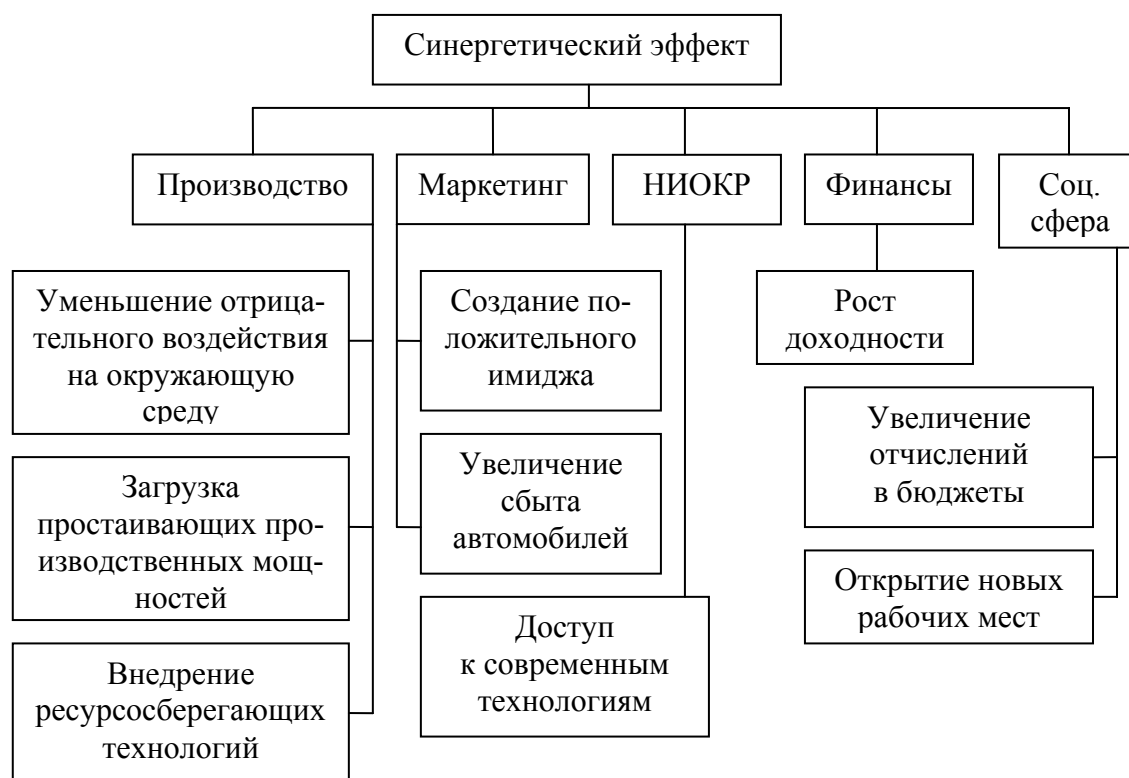 Синергетический эффект
Производство
Маркетинг
НИОКР
Финансы
Соц.
сфера
Уменьшение отрица-
тельного воздействия
на окружающую
среду
Загрузка
простаивающих про-
изводственных мощ-
ностей
Внедрение
ресурсосберегающих
технологий
Создание по-
ложительного
имиджа
Увеличение
сбыта
автомобилей
Доступ
к современным
технологиям
Рост
доходности
Увеличение
отчислений
в бюджеты
Открытие новых
рабочих мест